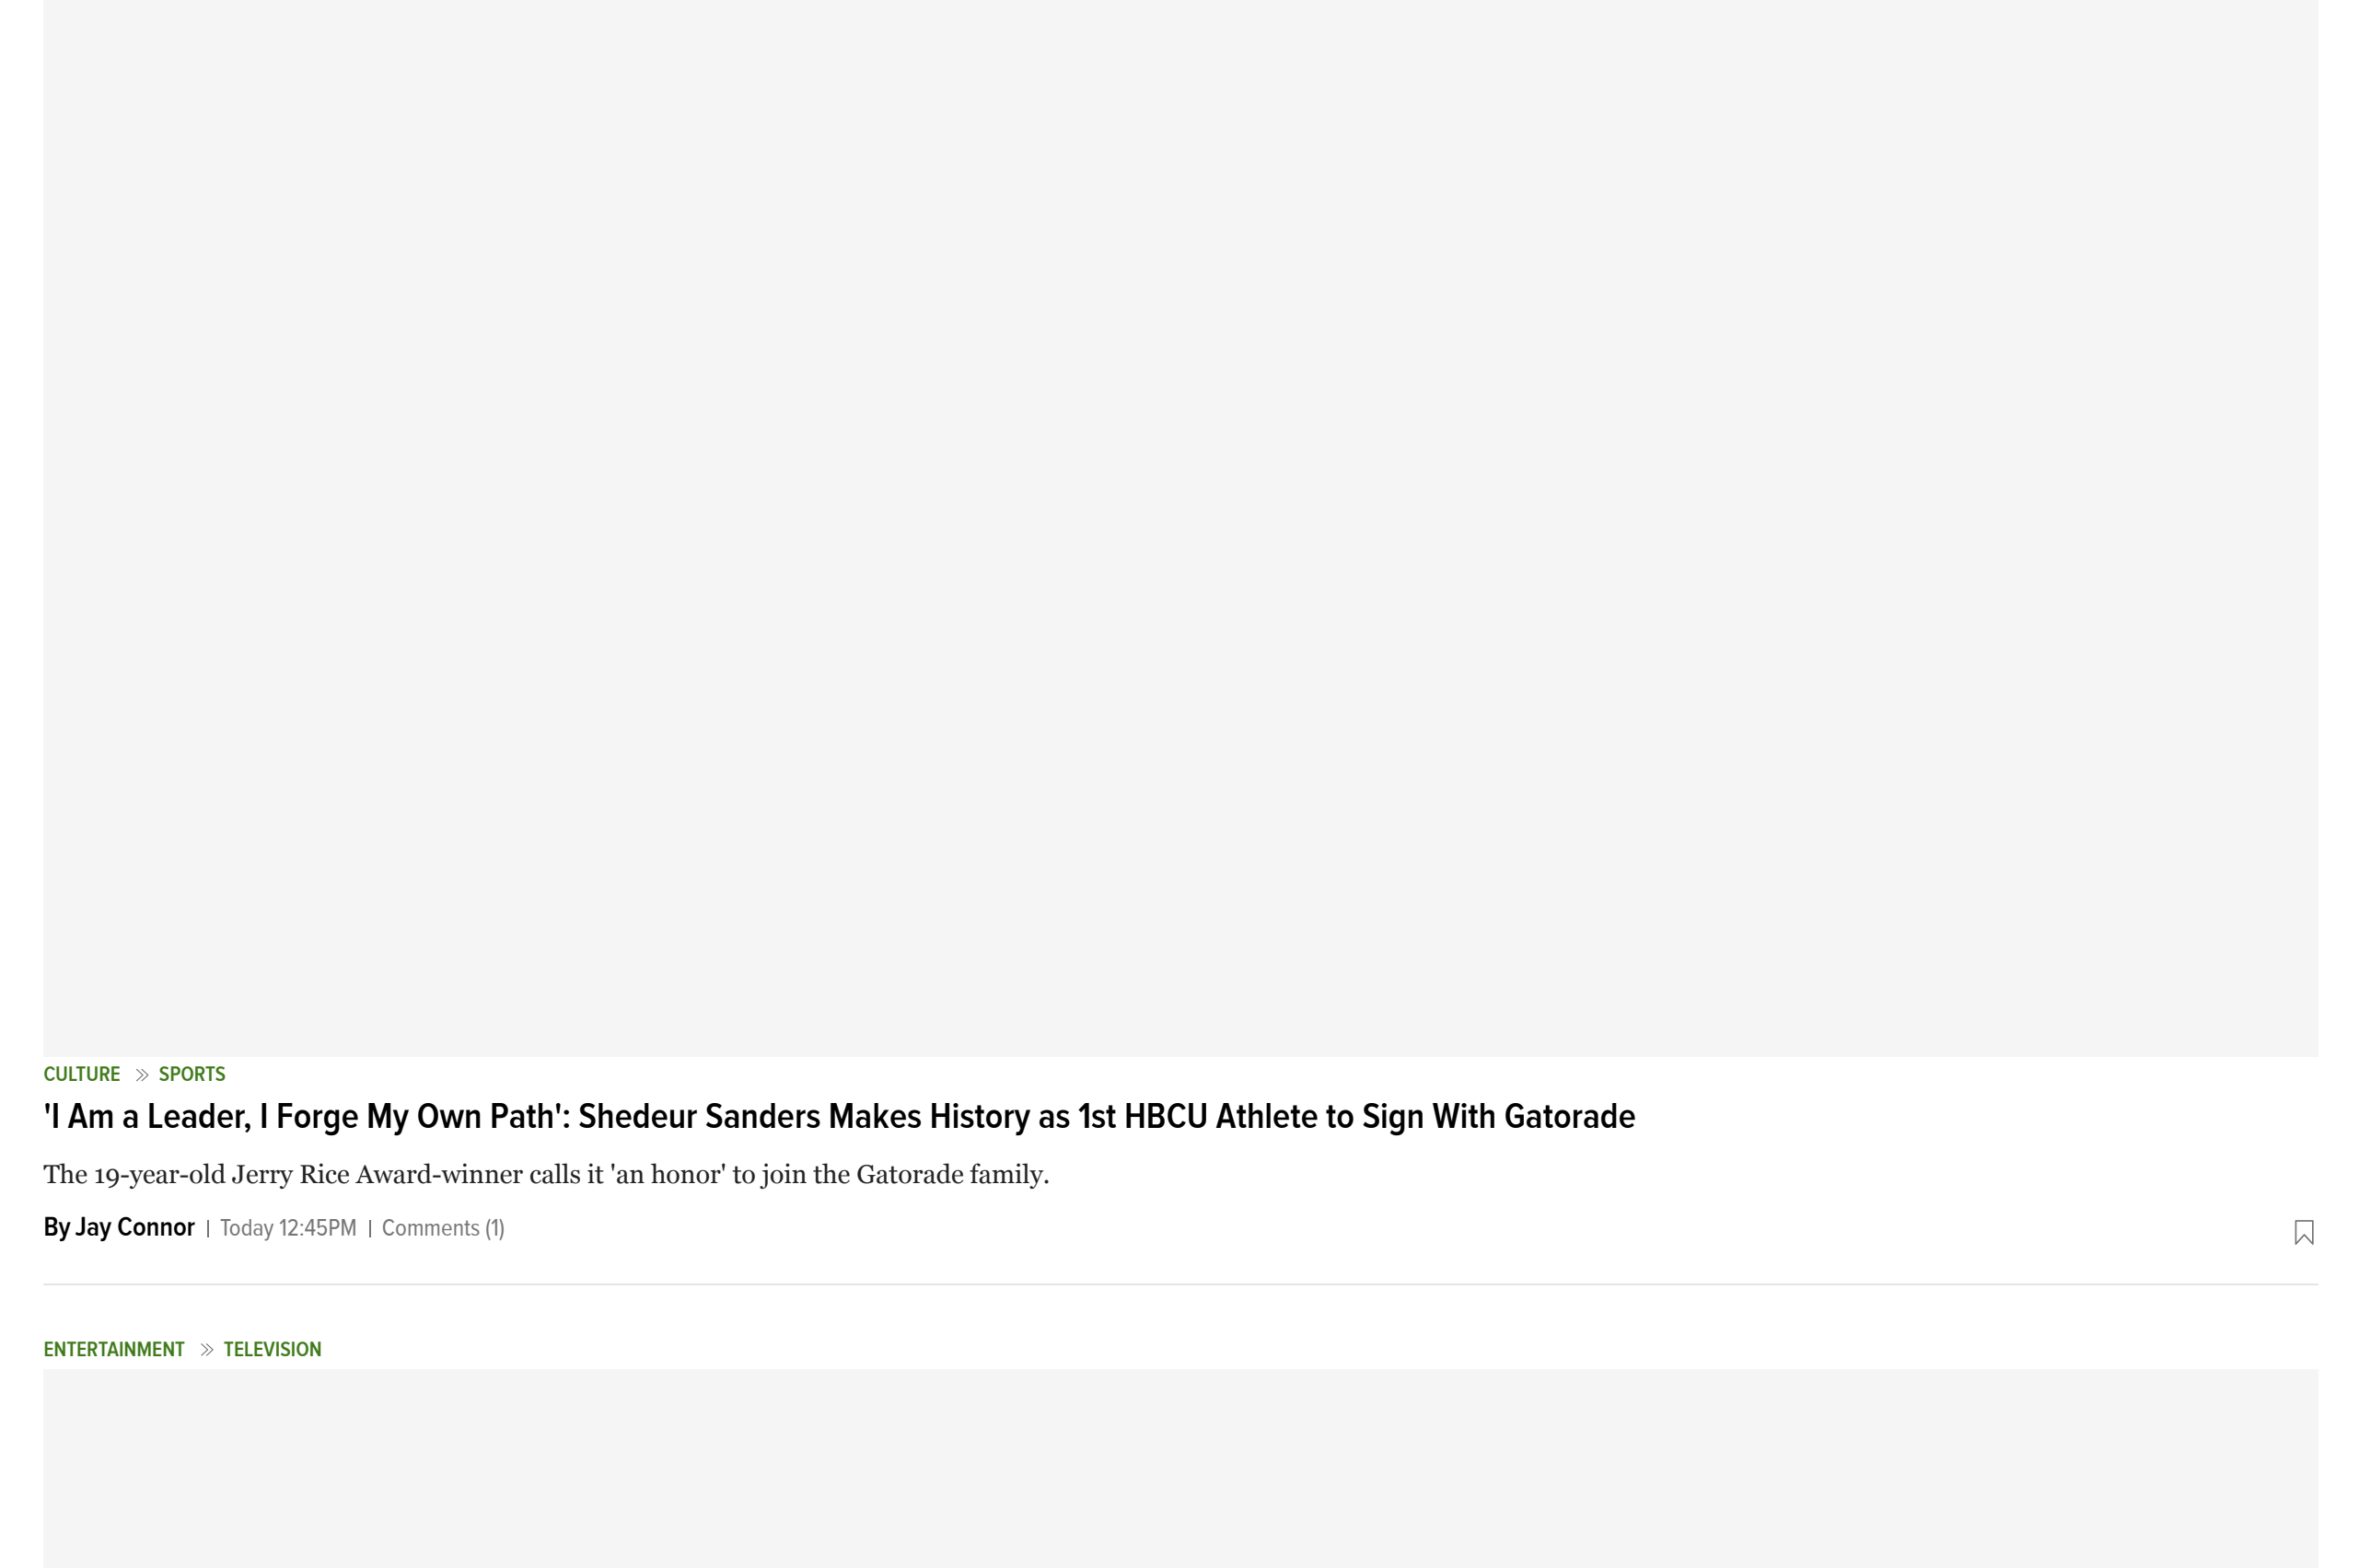 CULTURE » SPORTS
'I Am a Leader, I Forge My Own Path': Shedeur Sanders Makes History as 1st HBCU Athlete to Sign With Gatorade
The 19-year-old Jerry Rice Award-winner calls it 'an honor' to join the Gatorade family.
By Jay Connor | Today 12:45PM | Comments (1)
ENTERTAINMENT » TELEVISION